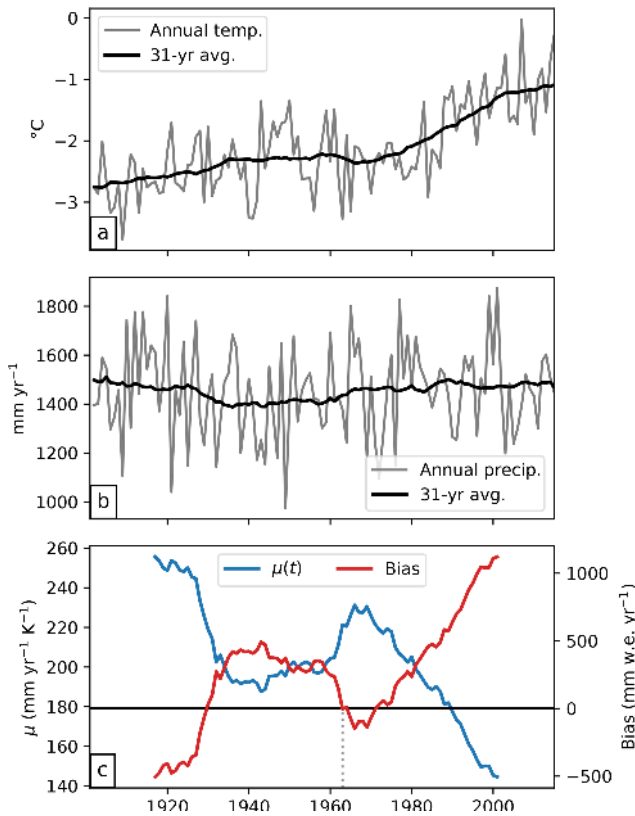 0
Annual temp.
31-yr avg.
−1
°C
−2
−3
a
1800
1600
mm yr⁻¹
1400
1200
Annual precip.
31-yr avg.
1000
b
260
μ(t)
Bias
1000
240
μ (mm yr⁻¹ K⁻¹)
220
500
200
Bias (mm w.e. yr⁻¹)
180
0
160
140
c
−500
1920
1940
1960
1980
2000